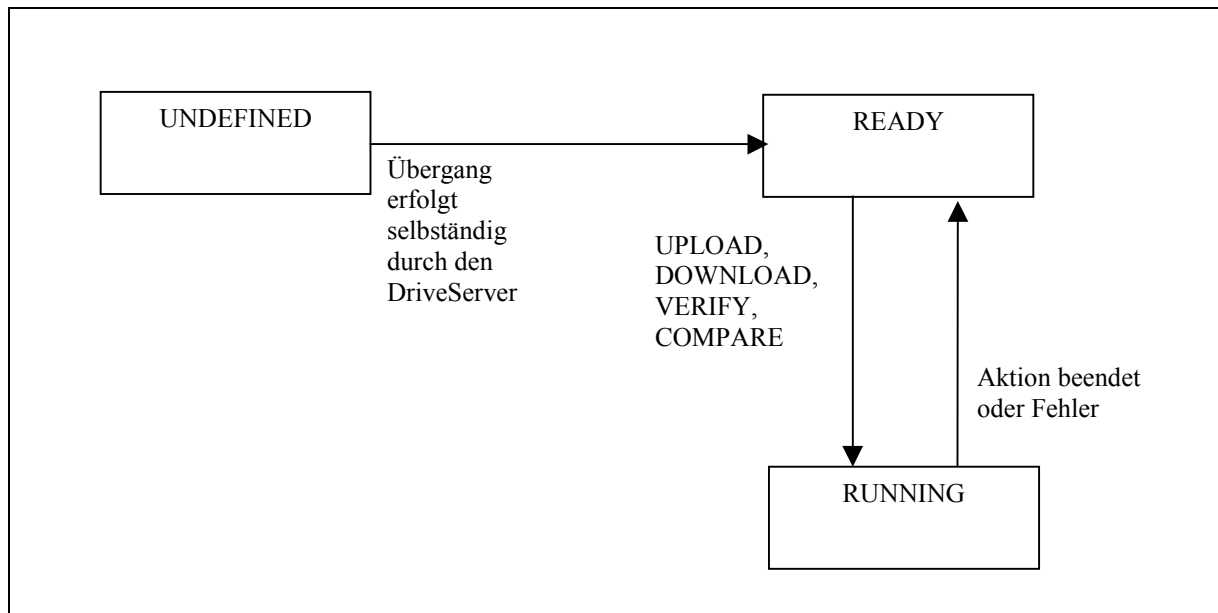 UNDEFINED
READY
Übergang
erfolgt
selbständig
durch den
DriveServer
UPLOAD,
DOWNLOAD,
VERIFY,
COMPARE
Aktion beendet
oder Fehler
RUNNING